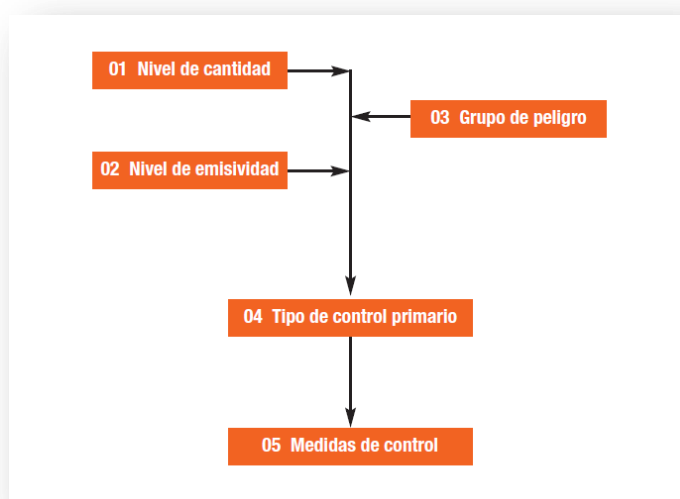 01 Nivel de cantidad
03 Grupo de peligro
02 Nivel de emisividad
04 Tipo de control primario
05 Medidas de control